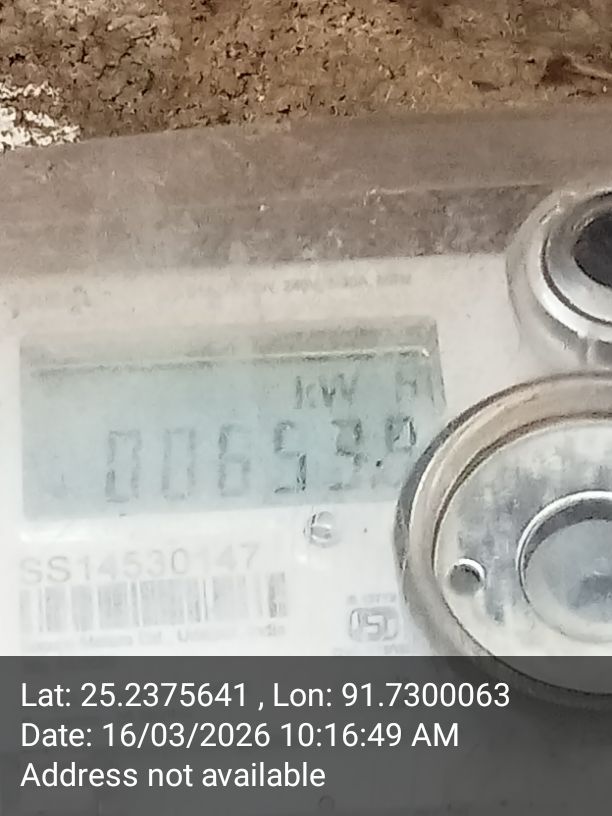 kW h
00653.8
SS14530147
Lat: 25.2375641 , Lon: 91.7300063
Date: 16/03/2026 10:16:49 AM
Address not available